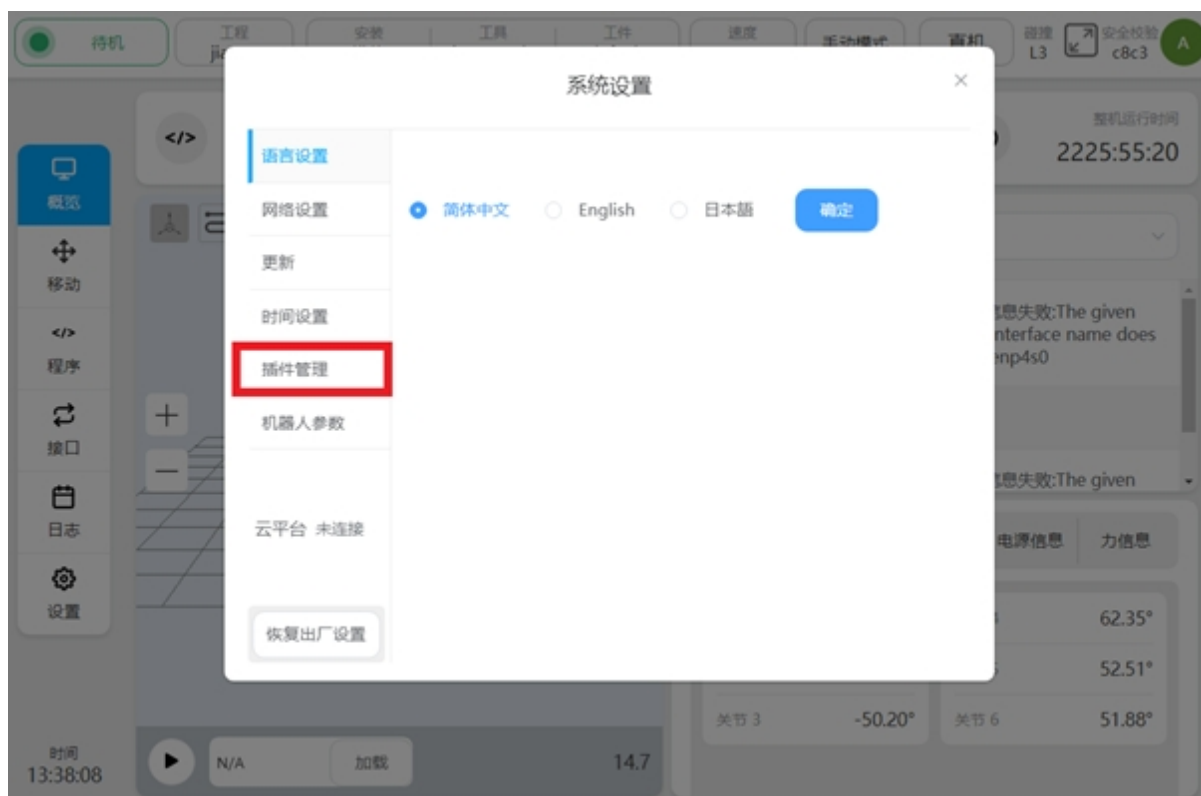 待机
工程
安装
工具
工件
速度
手动模式
真机
碰撞
L3
安全校验
c8c3
A
系统设置
×
整机运行时间
2225:55:20
</>
概览
移动
</>
程序
接口
日志
设置
语言设置
网络设置
更新
时间设置
插件管理
机器人参数
云平台 未连接
恢复出厂设置
简体中文 English 日本語 确定
息失败:The given
nterface name does
enp4s0
息失败:The given
电源信息 力信息
62.35°
52.51°
关节 3 -50.20° 关节 6 51.88°
时间
13:38:08
N/A 加载 14.7